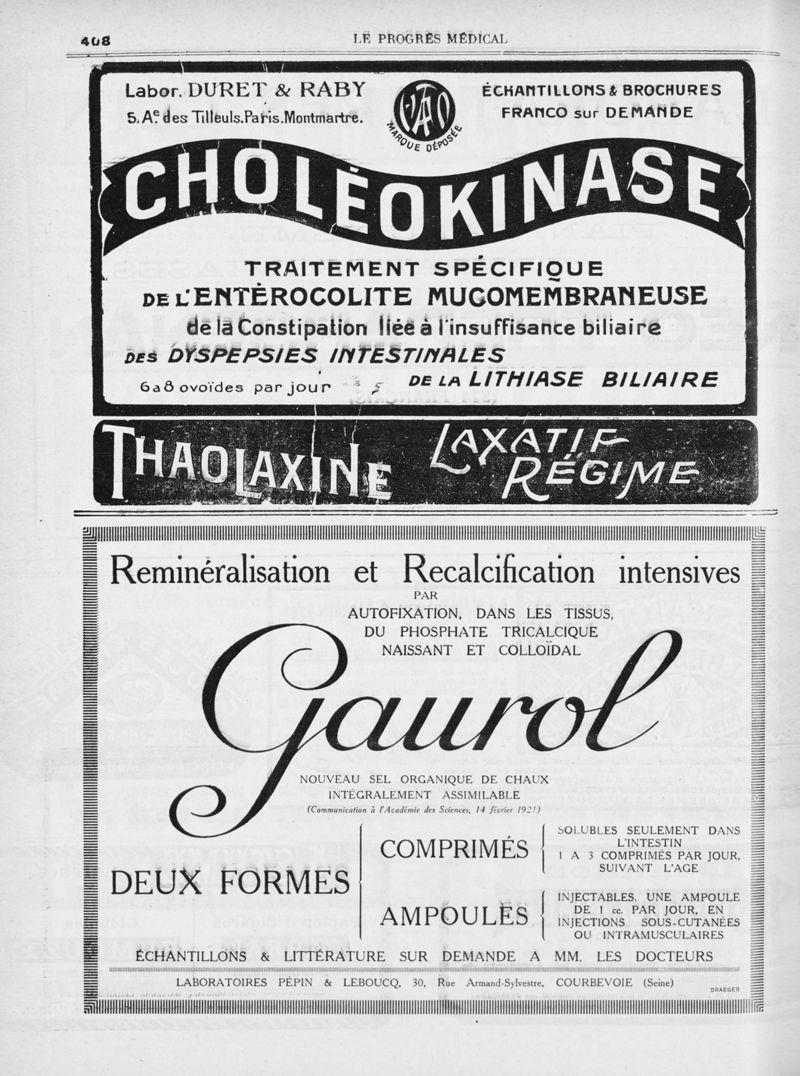 408
LE PROGRÈS MÉDICAL
Labor. DURET & RABY
5. Ae. des Tilleuls. Paris. Montmartre.
MARQUE DÉPOSÉE
ÉCHANTILLONS & BROCHURES
FRANCO sur DEMANDE
CHOLÉOKINASE
TRAITEMENT SPÉCIFIQUE
DE L'ENTÉROCOLITE MUCOMEMBRANEUSE
de la Constipation liée à l'insuffisance biliaire
DES DYSPEPSIES INTESTINALES
6 a 8 ovoïdes par jour
DE LA LITHIASE BILIAIRE
THAOLAXINE
LAXATIF
RÉGIME
Reminéralisation et Recalcification intensives
PAR
AUTOFIXATION, DANS LES TISSUS,
DU PHOSPHATE TRICALCIQUE
NAISSANT ET COLLOÏDAL
Gaurol
NOUVEAU SEL ORGANIQUE DE CHAUX
INTÉGRALEMENT ASSIMILABLE
(Communication à l'Académie des Sciences, 14 février 1921)
DEUX FORMES
COMPRIMÉS
SOLUBLES SEULEMENT DANS
L'INTESTIN
1 A 3 COMPRIMÉS PAR JOUR,
SUIVANT L'AGE
AMPOULES
INJECTABLES. UNE AMPOULE
DE 1 cc. PAR JOUR, EN
INJECTIONS SOUS-CUTANÉES
OU INTRAMUSCULAIRES
ÉCHANTILLONS & LITTÉRATURE SUR DEMANDE A MM. LES DOCTEURS
LABORATOIRES PÉPIN & LEBOUCQ, 30, Rue Armand-Sylvestre, COURBEVOIE (Seine)
DRAEGER